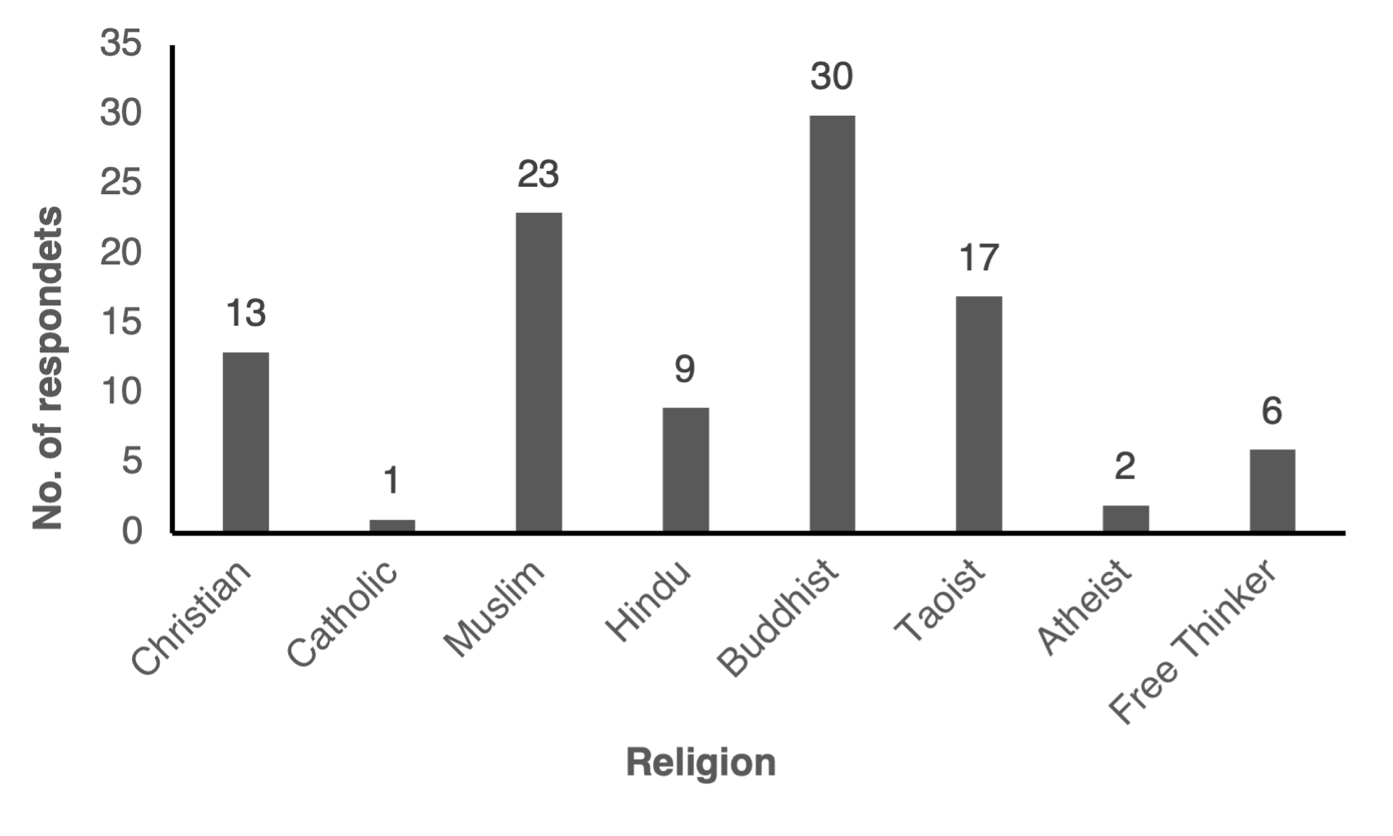 35
30
25
20
15
10
5
0
No. of respondets
13
1
23
9
30
17
2
6
Christian
Catholic
Muslim
Hindu
Buddhist
Taoist
Atheist
Free Thinker
Religion